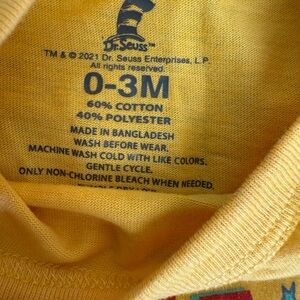 Dr. Seuss™
TM & © 2021 Dr. Seuss Enterprises, L.P.
All rights reserved.
0-3M
60% COTTON
40% POLYESTER
MADE IN BANGLADESH
WASH BEFORE WEAR.
MACHINE WASH COLD WITH LIKE COLORS.
GENTLE CYCLE.
ONLY NON-CHLORINE BLEACH WHEN NEEDED.